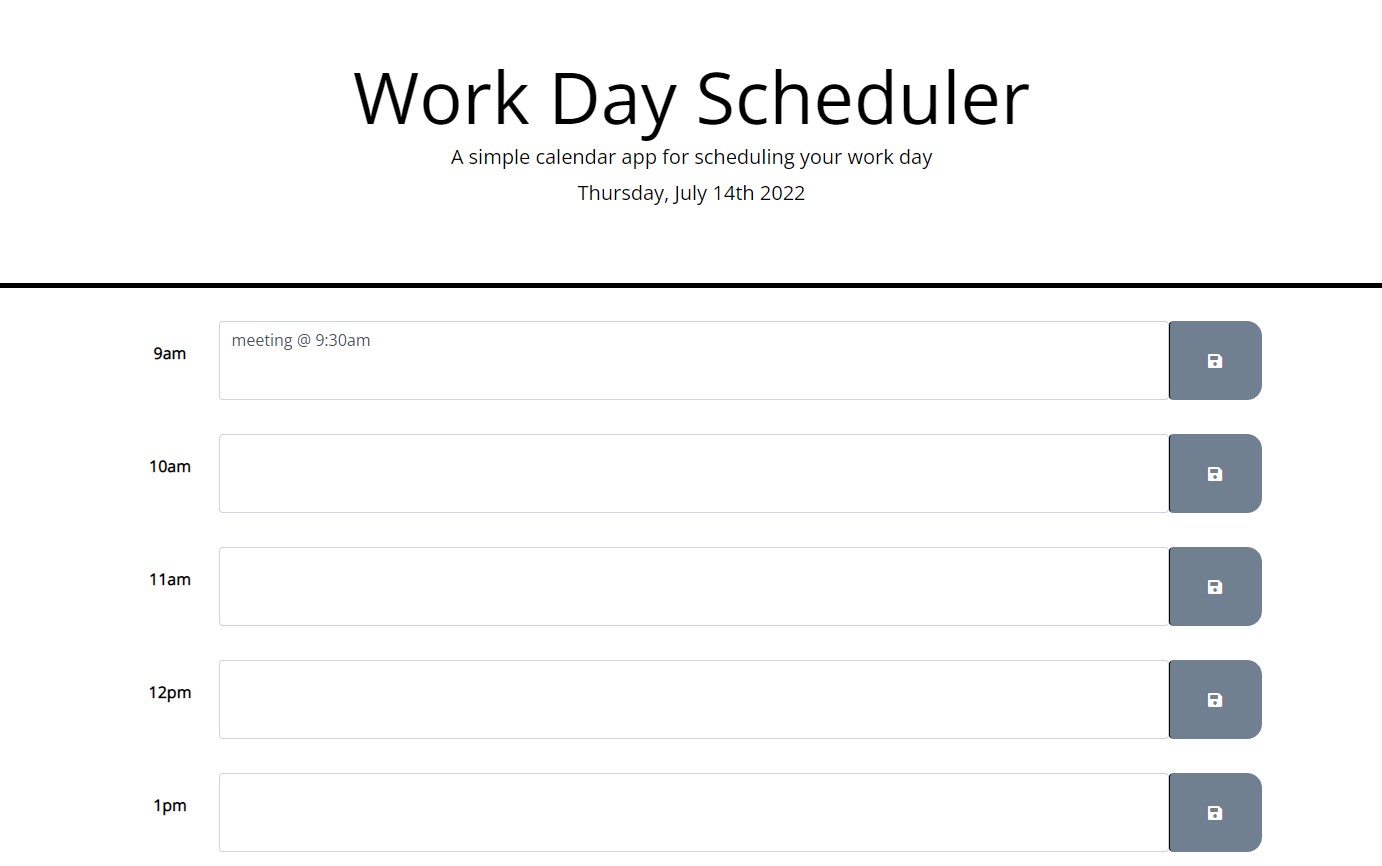 Work Day Scheduler
A simple calendar app for scheduling your work day
Thursday, July 14th 2022
9am
meeting @ 9:30am
10am
11am
12pm
1pm